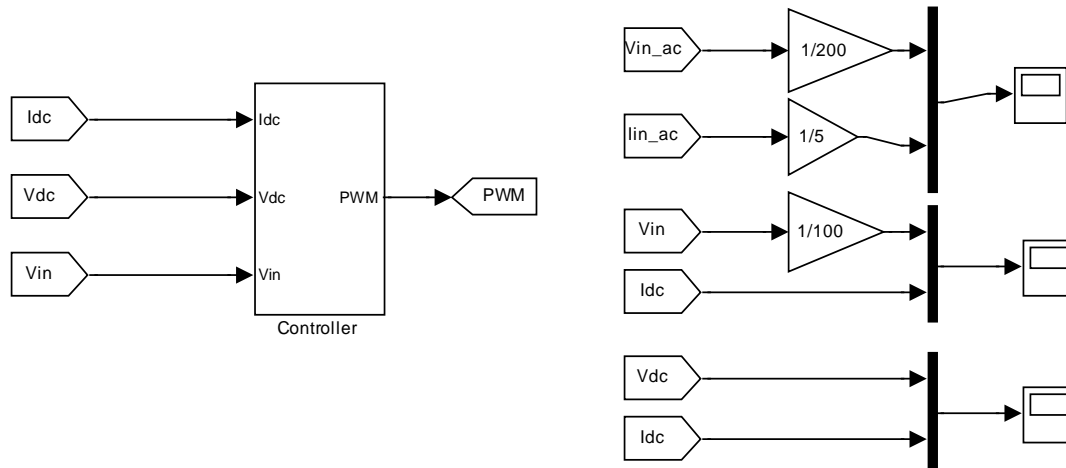 Idc
Vdc
Vin
Idc
Vdc
Vin
PWM
Controller
PWM
Vin_ac
1/200
Iin_ac
1/5
Vin
1/100
Idc
Vdc
Idc